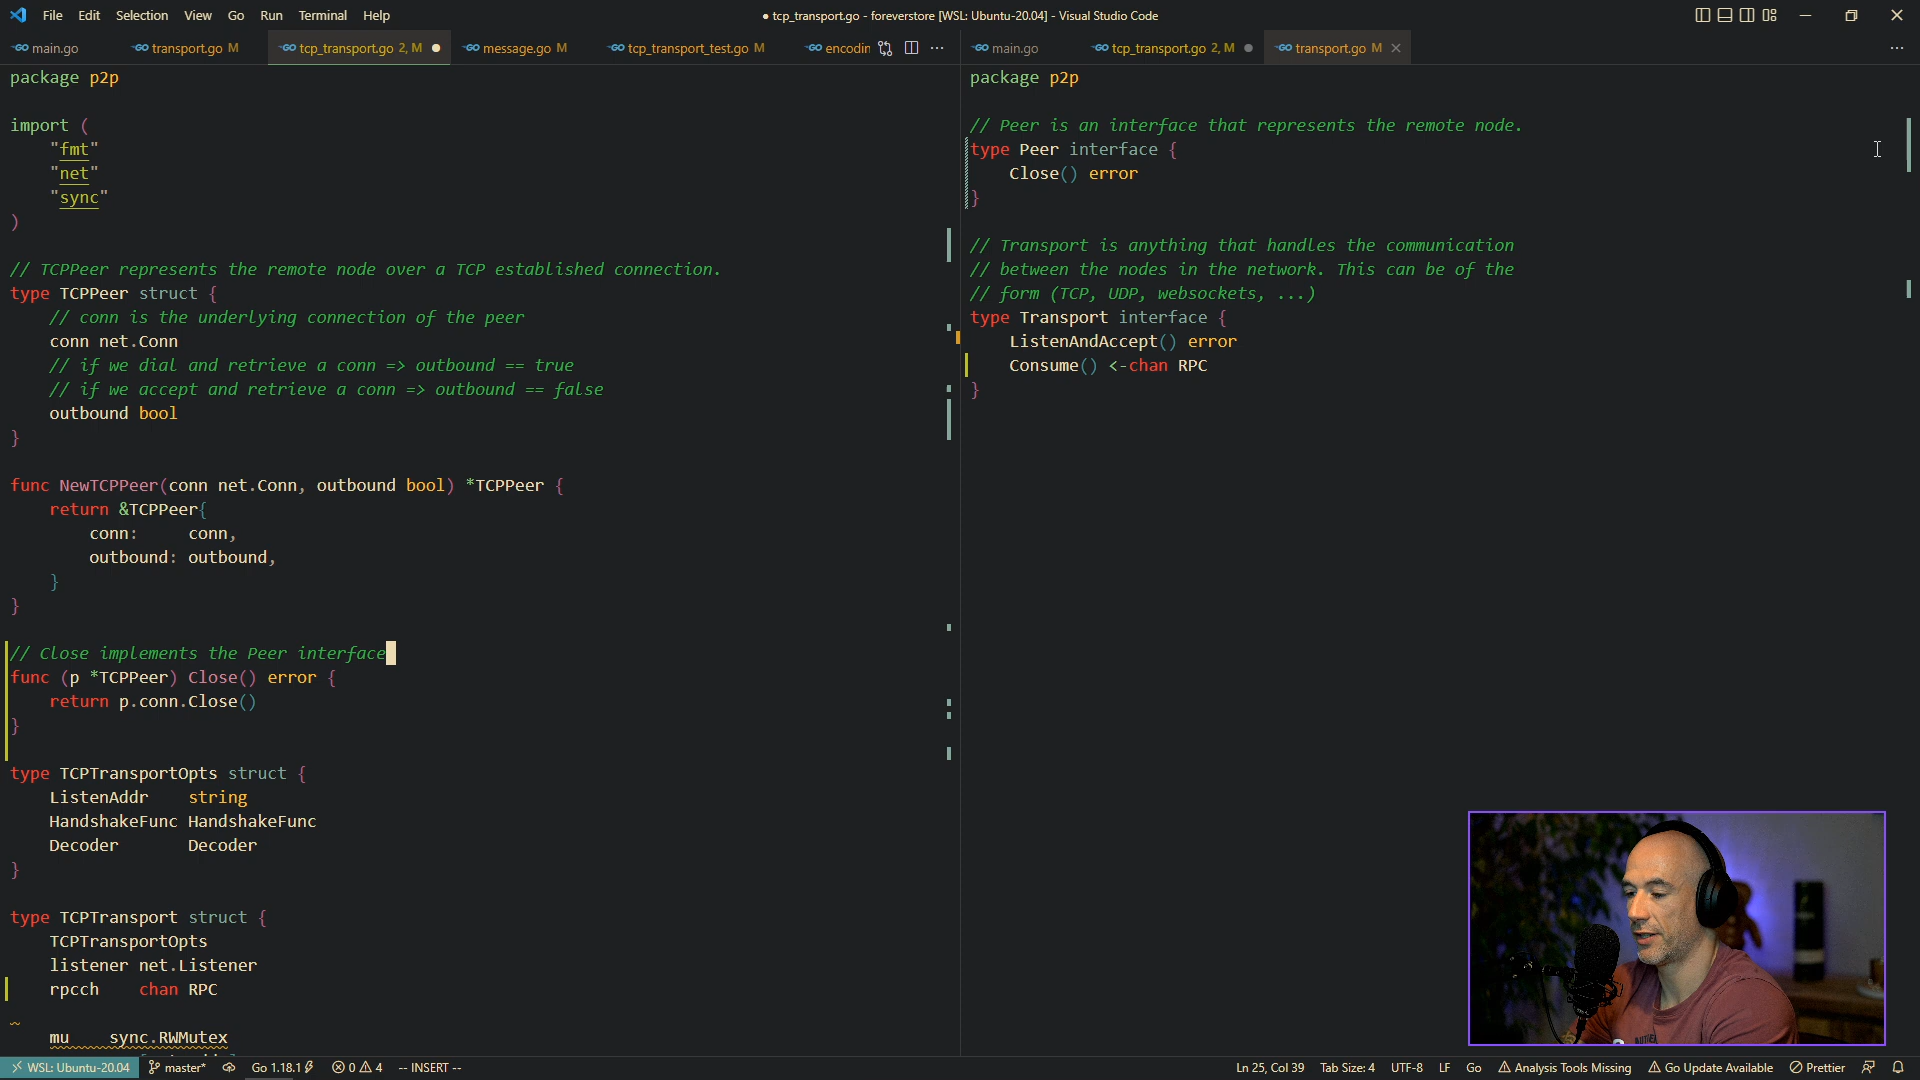 File Edit Selection View Go Run Terminal Help
● tcp_transport.go - foreverstore [WSL: Ubuntu-20.04] - Visual Studio Code
main.go transport.go M tcp_transport.go 2, M ● message.go M tcp_transport_test.go M encodin
package p2p
import (
"fmt"
"net"
"sync"
)
// TCPPeer represents the remote node over a TCP established connection.
type TCPPeer struct {
// conn is the underlying connection of the peer
conn net.Conn
// if we dial and retrieve a conn => outbound == true
// if we accept and retrieve a conn => outbound == false
outbound bool
}
func NewTCPPeer(conn net.Conn, outbound bool) *TCPPeer {
return &TCPPeer{
conn: conn,
outbound: outbound,
}
}
// Close implements the Peer interface
func (p *TCPPeer) Close() error {
return p.conn.Close()
}
type TCPTransportOpts struct {
ListenAddr string
HandshakeFunc HandshakeFunc
Decoder Decoder
}
type TCPTransport struct {
TCPTransportOpts
listener net.Listener
rpcch chan RPC
mu sync.RWMutex
main.go tcp_transport.go 2, M ● transport.go M
package p2p
// Peer is an interface that represents the remote node.
type Peer interface {
Close() error
}
// Transport is anything that handles the communication
// between the nodes in the network. This can be of the
// form (TCP, UDP, websockets, ...)
type Transport interface {
ListenAndAccept() error
Consume() <-chan RPC
}
WSL: Ubuntu-20.04 master* Go 1.18.1 0 4 -- INSERT -- Ln 25, Col 39 Tab Size: 4 UTF-8 LF Go Analysis Tools Missing Go Update Available Prettier